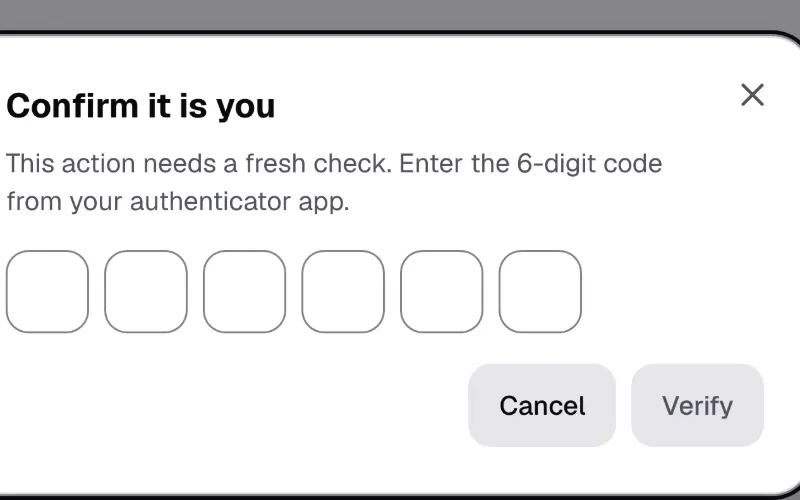 Confirm it is you
This action needs a fresh check. Enter the 6-digit code
from your authenticator app.
Cancel Verify